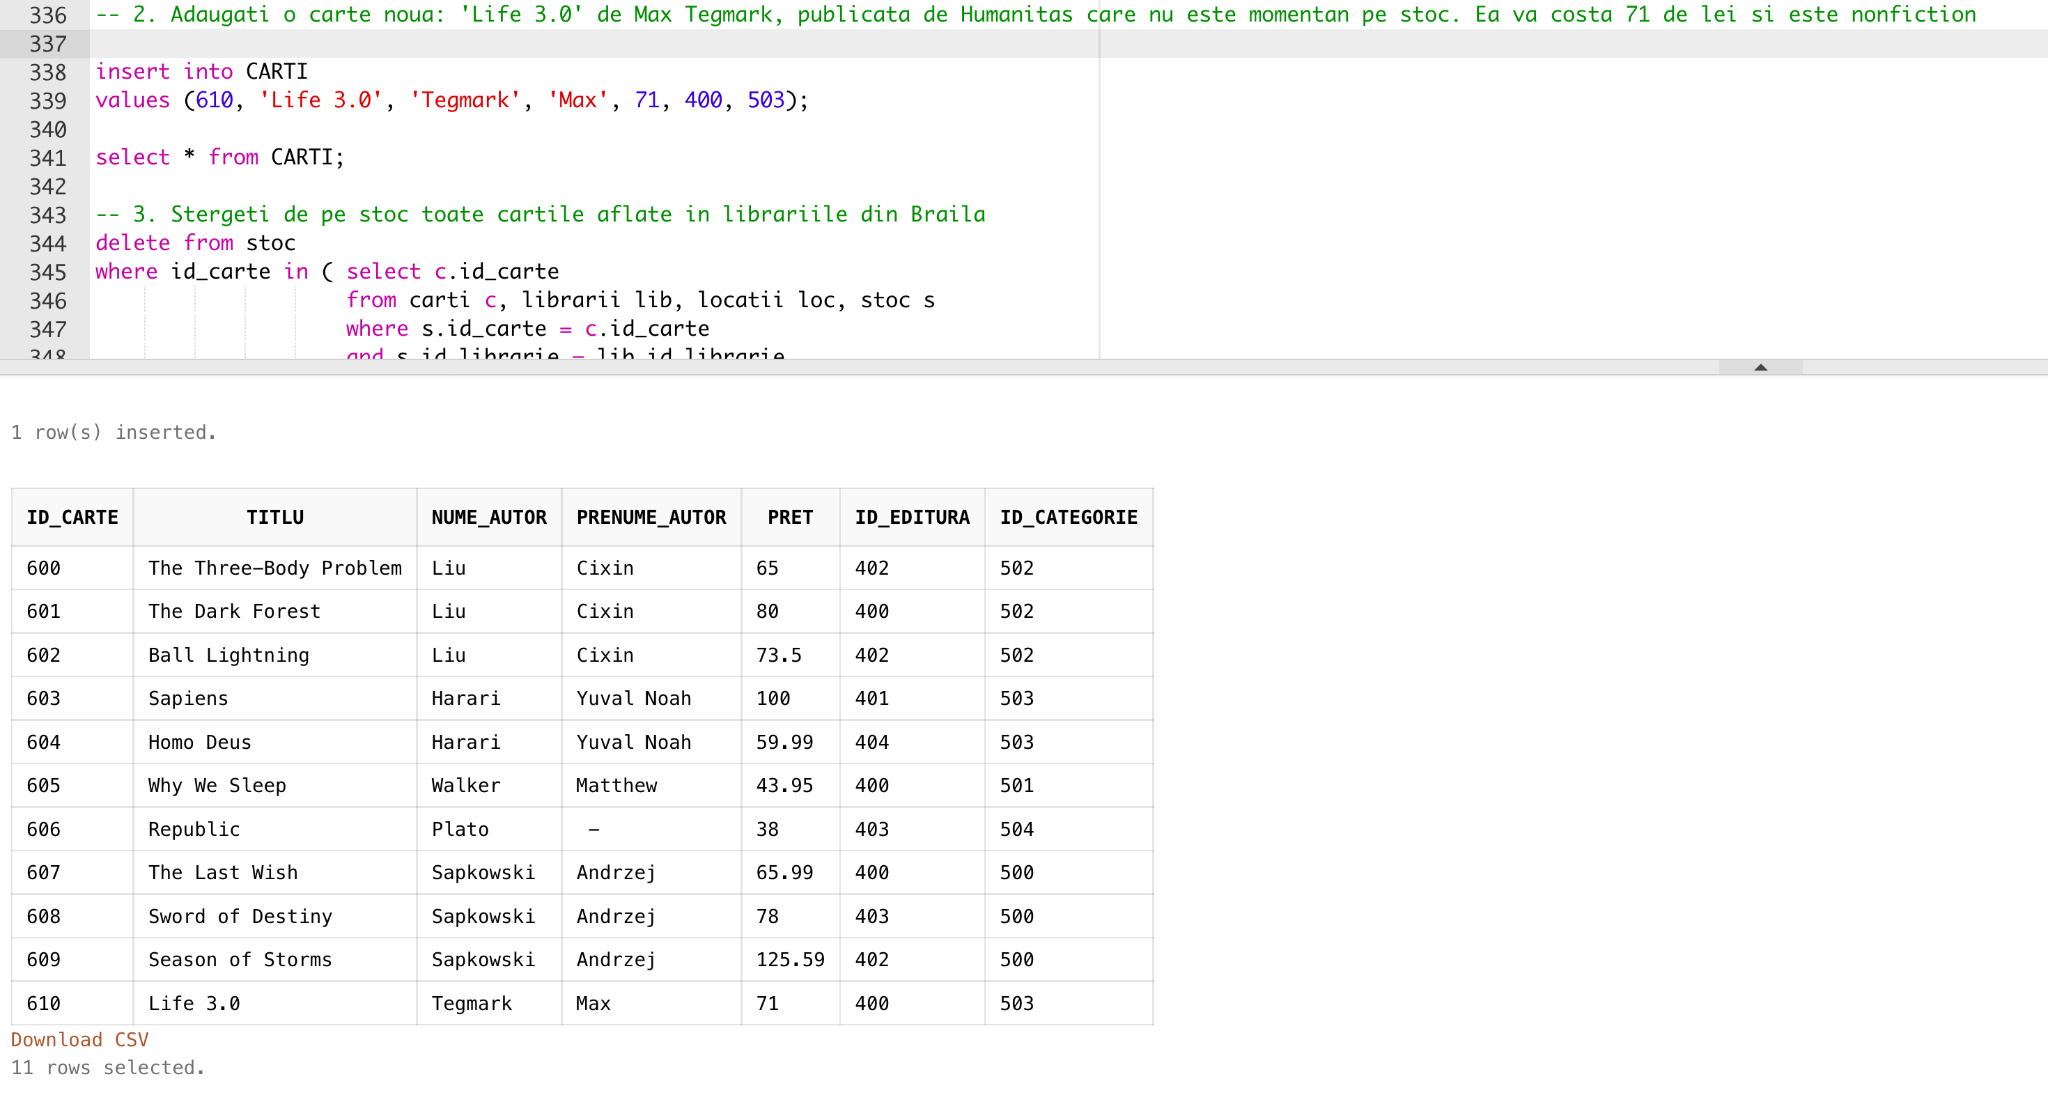 336 -- 2. Adaugati o carte noua: 'Life 3.0' de Max Tegmark, publicata de Humanitas care nu este momentan pe stoc. Ea va costa 71 de lei si este nonfiction
337
338 insert into CARTI
339 values (610, 'Life 3.0', 'Tegmark', 'Max', 71, 400, 503);
340
341 select * from CARTI;
342
343 -- 3. Stergeti de pe stoc toate cartile aflate in librariile din Braila
344 delete from stoc
345 where id_carte in ( select c.id_carte
346 from carti c, librarii lib, locatii loc, stoc s
347 where s.id_carte = c.id_carte
348 and s.id_librarie = lib.id_librarie
1 row(s) inserted.
ID_CARTE TITLU NUME_AUTOR PRENUME_AUTOR PRET ID_EDITURA ID_CATEGORIE
600 The Three-Body Problem Liu Cixin 65 402 502
601 The Dark Forest Liu Cixin 80 400 502
602 Ball Lightning Liu Cixin 73.5 402 502
603 Sapiens Harari Yuval Noah 100 401 503
604 Homo Deus Harari Yuval Noah 59.99 404 503
605 Why We Sleep Walker Matthew 43.95 400 501
606 Republic Plato - 38 403 504
607 The Last Wish Sapkowski Andrzej 65.99 400 500
608 Sword of Destiny Sapkowski Andrzej 78 403 500
609 Season of Storms Sapkowski Andrzej 125.59 402 500
610 Life 3.0 Tegmark Max 71 400 503
Download CSV
11 rows selected.